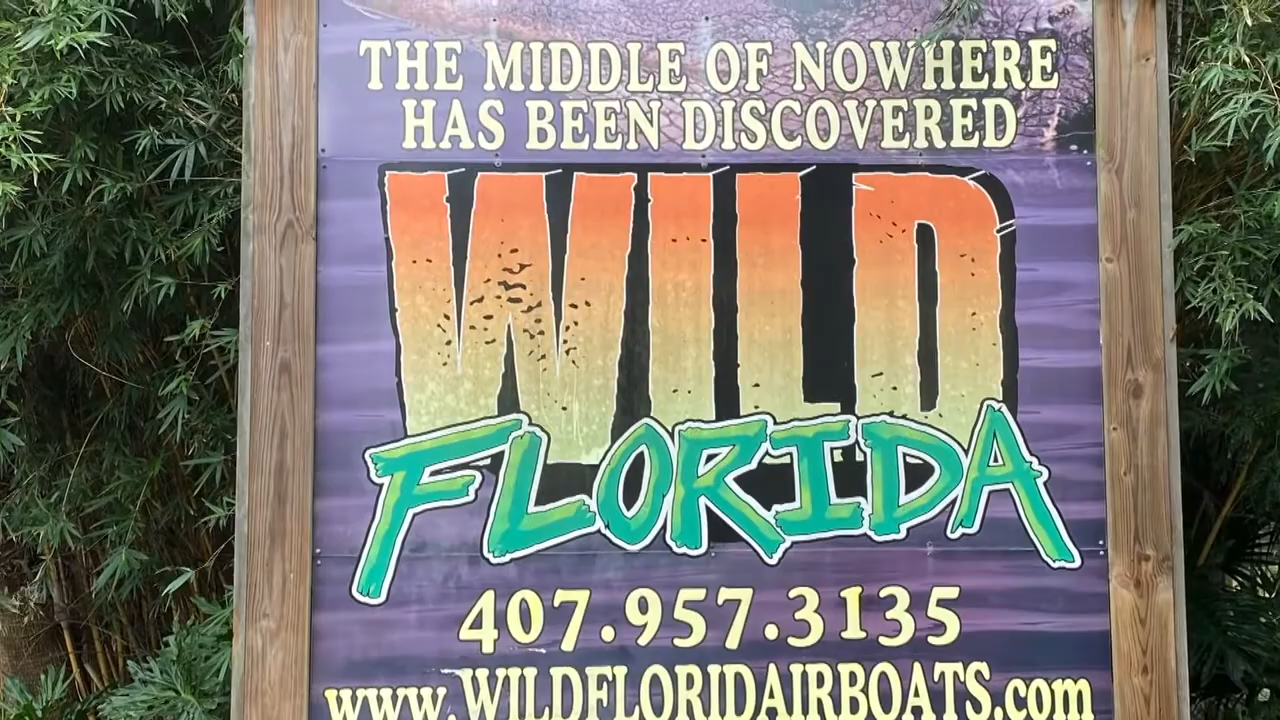 THE MIDDLE OF NOWHERE
HAS BEEN DISCOVERED
WILD
FLORIDA
407.957.3135
www.WILDFLORIDAIRBOATS.com